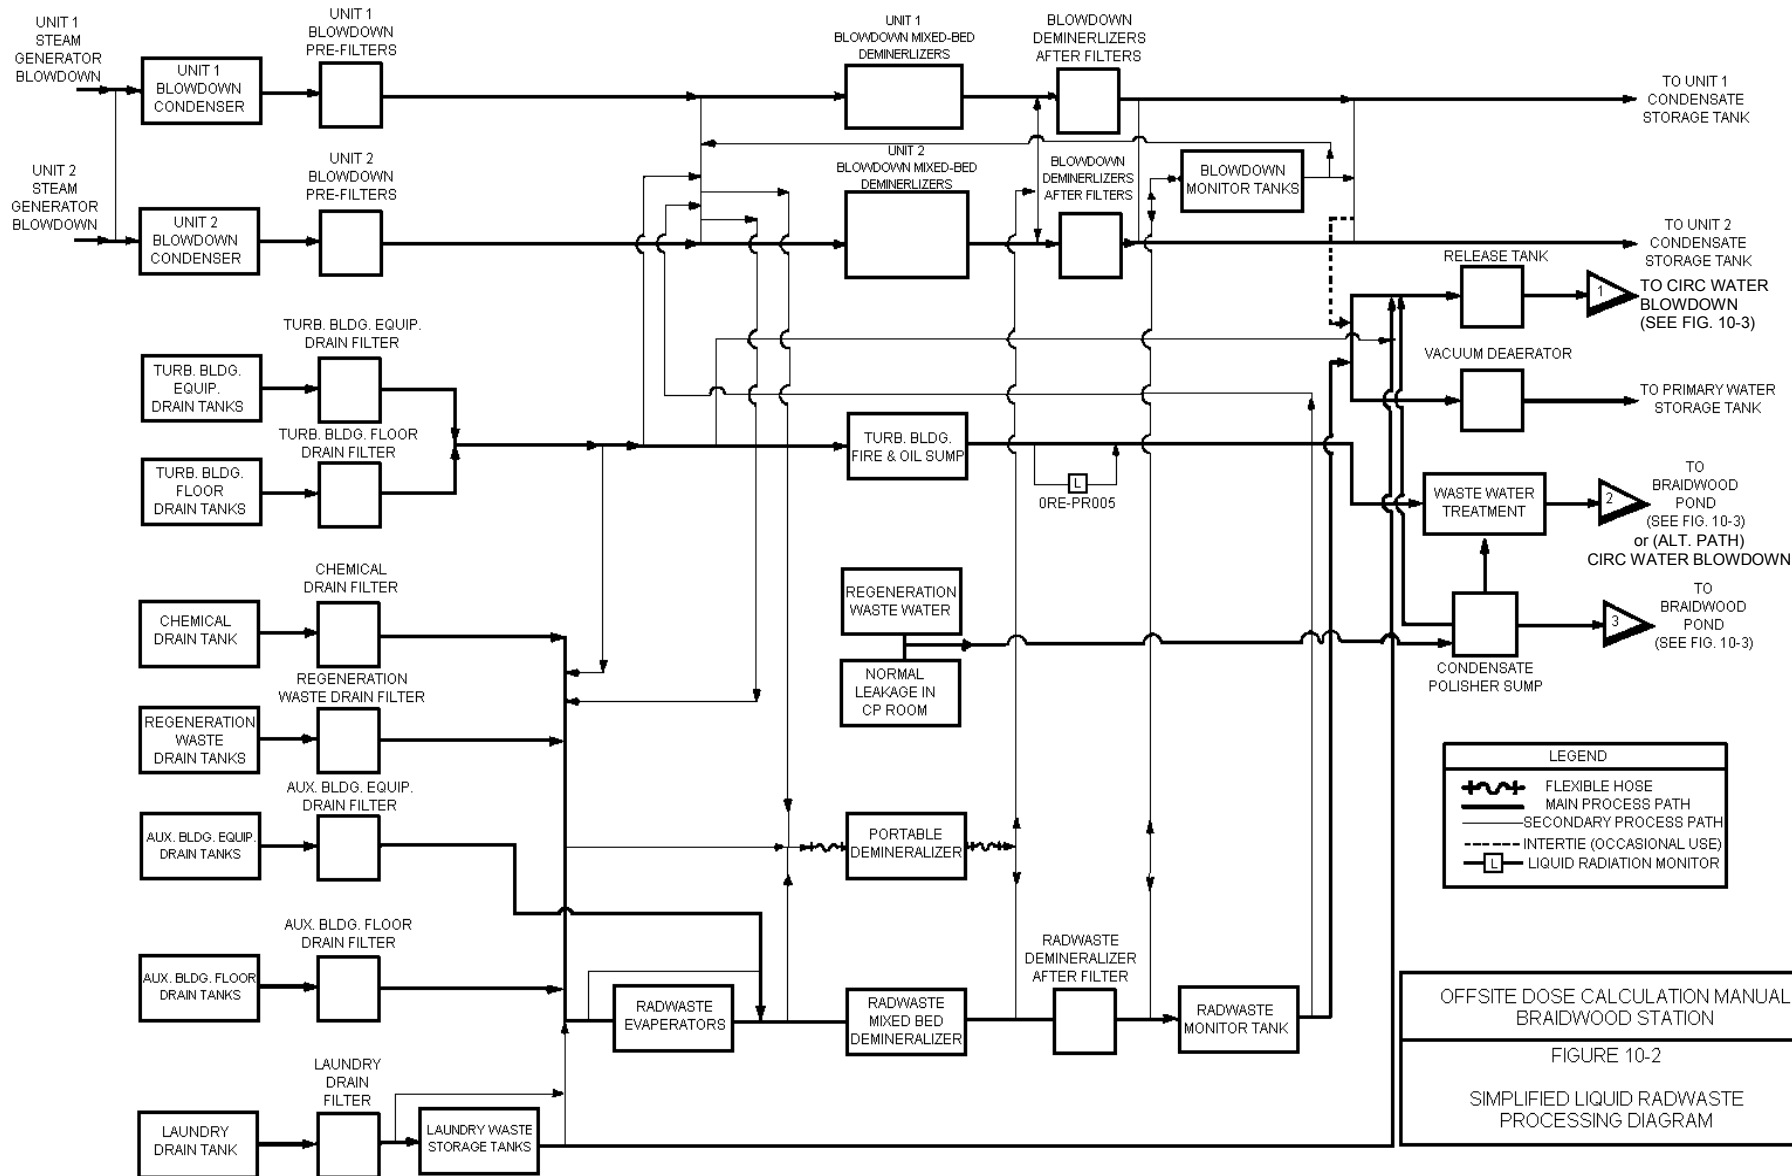 UNIT 1
STEAM
GENERATOR
BLOWDOWN
UNIT 1
BLOWDOWN
CONDENSER
UNIT 1
BLOWDOWN
PRE-FILTERS
UNIT 1
BLOWDOWN MIXED-BED
DEMINERLIZERS
BLOWDOWN
DEMINERLIZERS
AFTER FILTERS
TO UNIT 1
CONDENSATE
STORAGE TANK
UNIT 2
STEAM
GENERATOR
BLOWDOWN
UNIT 2
BLOWDOWN
CONDENSER
UNIT 2
BLOWDOWN
PRE-FILTERS
UNIT 2
BLOWDOWN MIXED-BED
DEMINERLIZERS
BLOWDOWN
DEMINERLIZERS
AFTER FILTERS
BLOWDOWN
MONITOR TANKS
TO UNIT 2
CONDENSATE
STORAGE TANK
RELEASE TANK
1
TO CIRC WATER
BLOWDOWN
(SEE FIG. 10-3)
TURB. BLDG. EQUIP.
DRAIN FILTER
TURB. BLDG.
EQUIP.
DRAIN TANKS
VACUUM DEAERATOR
TO PRIMARY WATER
STORAGE TANK
TURB. BLDG. FLOOR
DRAIN FILTER
TURB. BLDG.
FLOOR
DRAIN TANKS
TURB. BLDG.
FIRE & OIL SUMP
L
0RE-PR005
WASTE WATER
TREATMENT
2
TO
BRAIDWOOD
POND
(SEE FIG. 10-3)
or (ALT. PATH)
CIRC WATER BLOWDOWN
CHEMICAL
DRAIN FILTER
CHEMICAL
DRAIN TANK
REGENERATION
WASTE WATER
NORMAL
LEAKAGE IN
CP ROOM
3
TO
BRAIDWOOD
POND
(SEE FIG. 10-3)
CONDENSATE
POLISHER SUMP
REGENERATION
WASTE DRAIN FILTER
REGENERATION
WASTE
DRAIN TANKS
AUX. BLDG. EQUIP.
DRAIN FILTER
AUX. BLDG. EQUIP.
DRAIN TANKS
PORTABLE
DEMINERALIZER
LEGEND
FLEXIBLE HOSE
MAIN PROCESS PATH
SECONDARY PROCESS PATH
INTERTIE (OCCASIONAL USE)
L
LIQUID RADIATION MONITOR
AUX. BLDG. FLOOR
DRAIN FILTER
AUX. BLDG. FLOOR
DRAIN TANKS
RADWASTE
EVAPERATORS
RADWASTE
MIXED BED
DEMINERALIZER
RADWASTE
DEMINERALIZER
AFTER FILTER
RADWASTE
MONITOR TANK
LAUNDRY
DRAIN
FILTER
LAUNDRY
DRAIN TANK
LAUNDRY WASTE
STORAGE TANKS
OFFSITE DOSE CALCULATION MANUAL
BRAIDWOOD STATION
FIGURE 10-2
SIMPLIFIED LIQUID RADWASTE
PROCESSING DIAGRAM